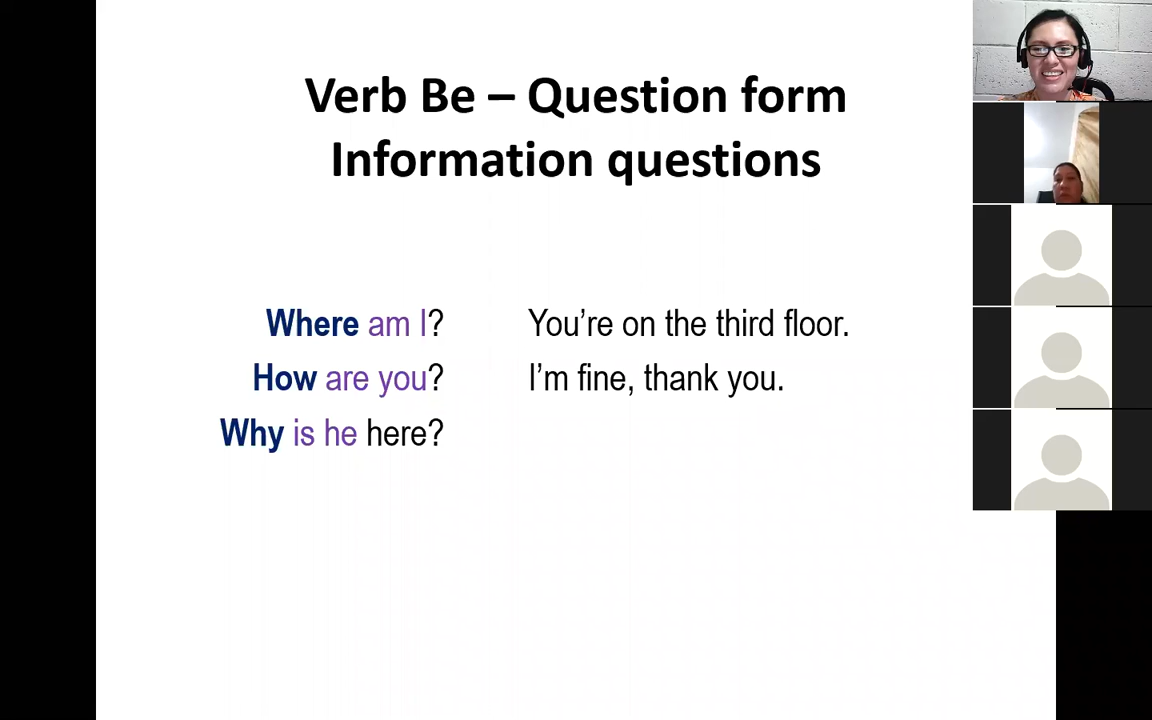 Verb Be – Question form
Information questions
Where am I? You’re on the third floor.
How are you? I’m fine, thank you.
Why is he here?